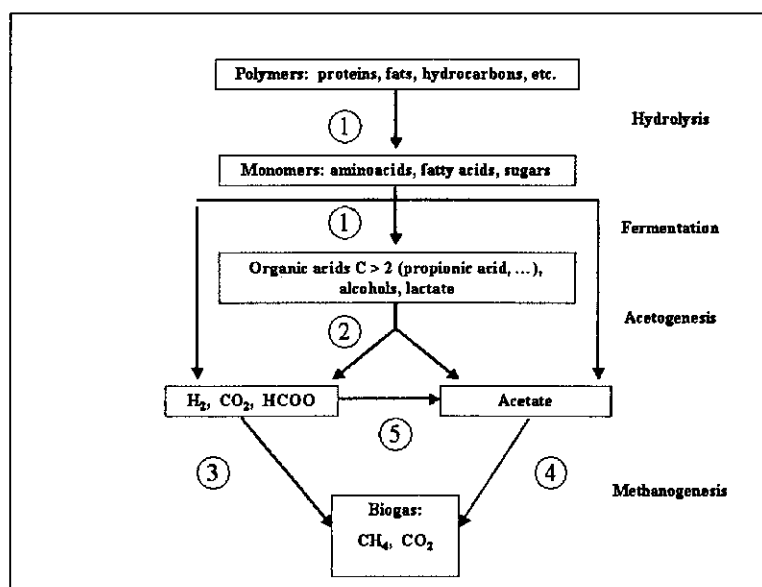 Polymers: proteins, fats, hydrocarbons, etc.
① Hydrolysis
Monomers: aminoacids, fatty acids, sugars
① Fermentation
Organic acids C > 2 (propionic acid, ...),
alcohols, lactate
② Acetogenesis
H₂, CO₂, HCOO
Acetate
⑤
③
④
Methanogenesis
Biogas:
CH₄, CO₂